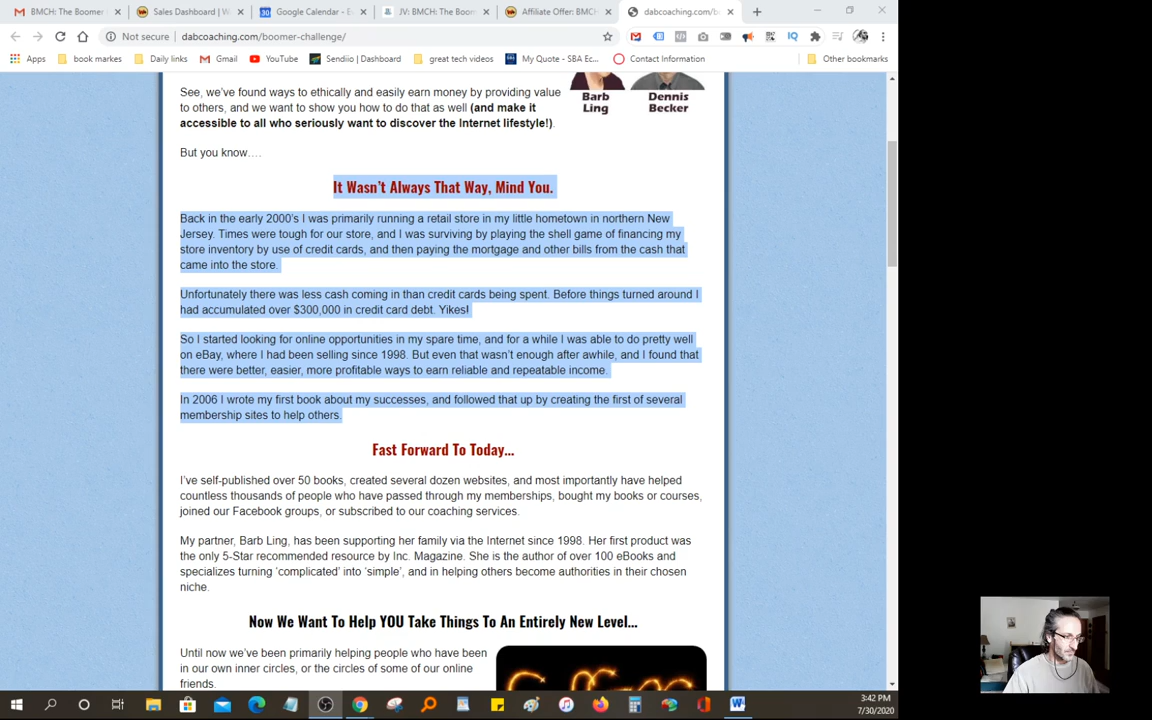 BMCH: The Boomer
Sales Dashboard | W
Google Calendar - E
JV: BMCH: The Boom
Affiliate Offer: BMCH
dabcoaching.com/b
Not secure
dabcoaching.com/boomer-challenge/
Apps
book markes
Daily links
Gmail
YouTube
Sendiio | Dashboard
great tech videos
My Quote - SBA Ec...
Contact Information
Other bookmarks
See, we've found ways to ethically and easily earn money by providing value
to others, and we want to show you how to do that as well (and make it
accessible to all who seriously want to discover the Internet lifestyle!).
Barb
Ling
Dennis
Becker
But you know….
It Wasn't Always That Way, Mind You.
Back in the early 2000's I was primarily running a retail store in my little hometown in northern New
Jersey. Times were tough for our store, and I was surviving by playing the shell game of financing my
store inventory by use of credit cards, and then paying the mortgage and other bills from the cash that
came into the store.
Unfortunately there was less cash coming in than credit cards being spent. Before things turned around I
had accumulated over $300,000 in credit card debt. Yikes!
So I started looking for online opportunities in my spare time, and for a while I was able to do pretty well
on eBay, where I had been selling since 1998. But even that wasn't enough after awhile, and I found that
there were better, easier, more profitable ways to earn reliable and repeatable income.
In 2006 I wrote my first book about my successes, and followed that up by creating the first of several
membership sites to help others.
Fast Forward To Today...
I've self-published over 50 books, created several dozen websites, and most importantly have helped
countless thousands of people who have passed through my memberships, bought my books or courses,
joined our Facebook groups, or subscribed to our coaching services.
My partner, Barb Ling, has been supporting her family via the Internet since 1998. Her first product was
the only 5-Star recommended resource by Inc. Magazine. She is the author of over 100 eBooks and
specializes turning 'complicated' into 'simple', and in helping others become authorities in their chosen
niche.
Now We Want To Help YOU Take Things To An Entirely New Level...
Until now we've been primarily helping people who have been
in our own inner circles, or the circles of some of our online
friends.
3:42 PM
7/30/2020